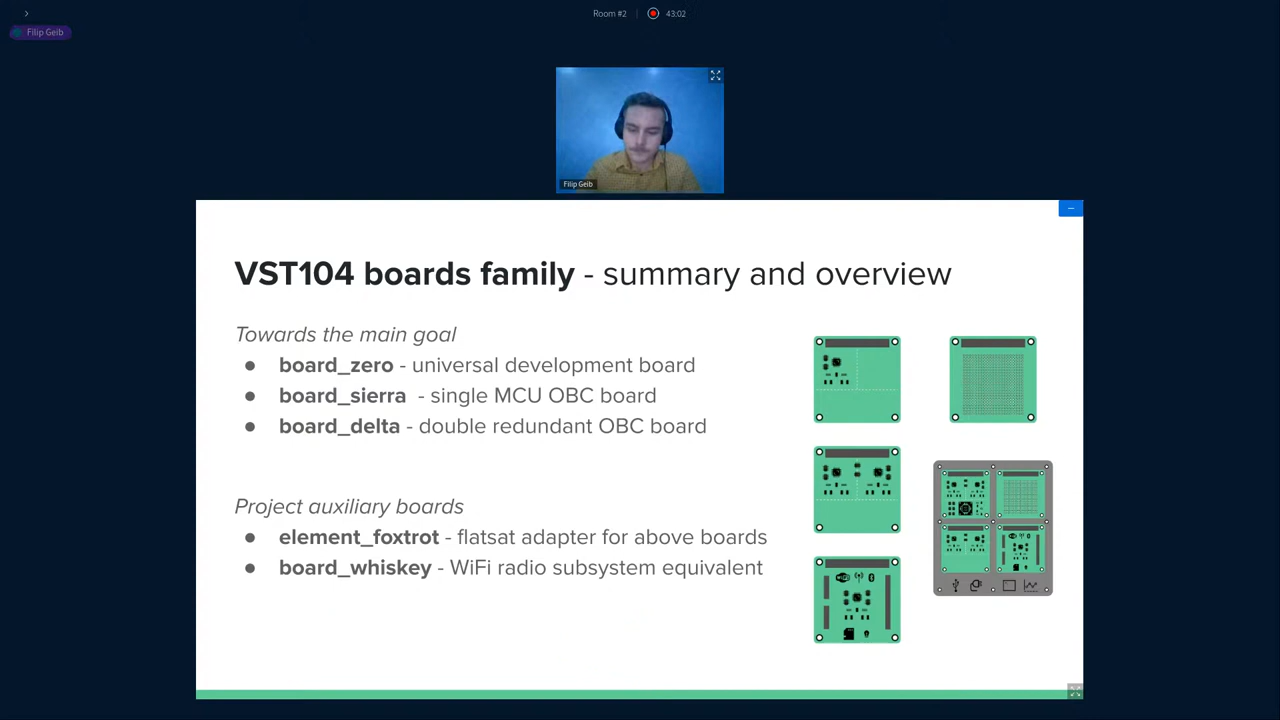 Room #2 43:02
Filip Geib
Filip Geib
VST104 boards family - summary and overview
Towards the main goal
● board_zero - universal development board
● board_sierra - single MCU OBC board
● board_delta - double redundant OBC board
Project auxiliary boards
● element_foxtrot - flatsat adapter for above boards
● board_whiskey - WiFi radio subsystem equivalent